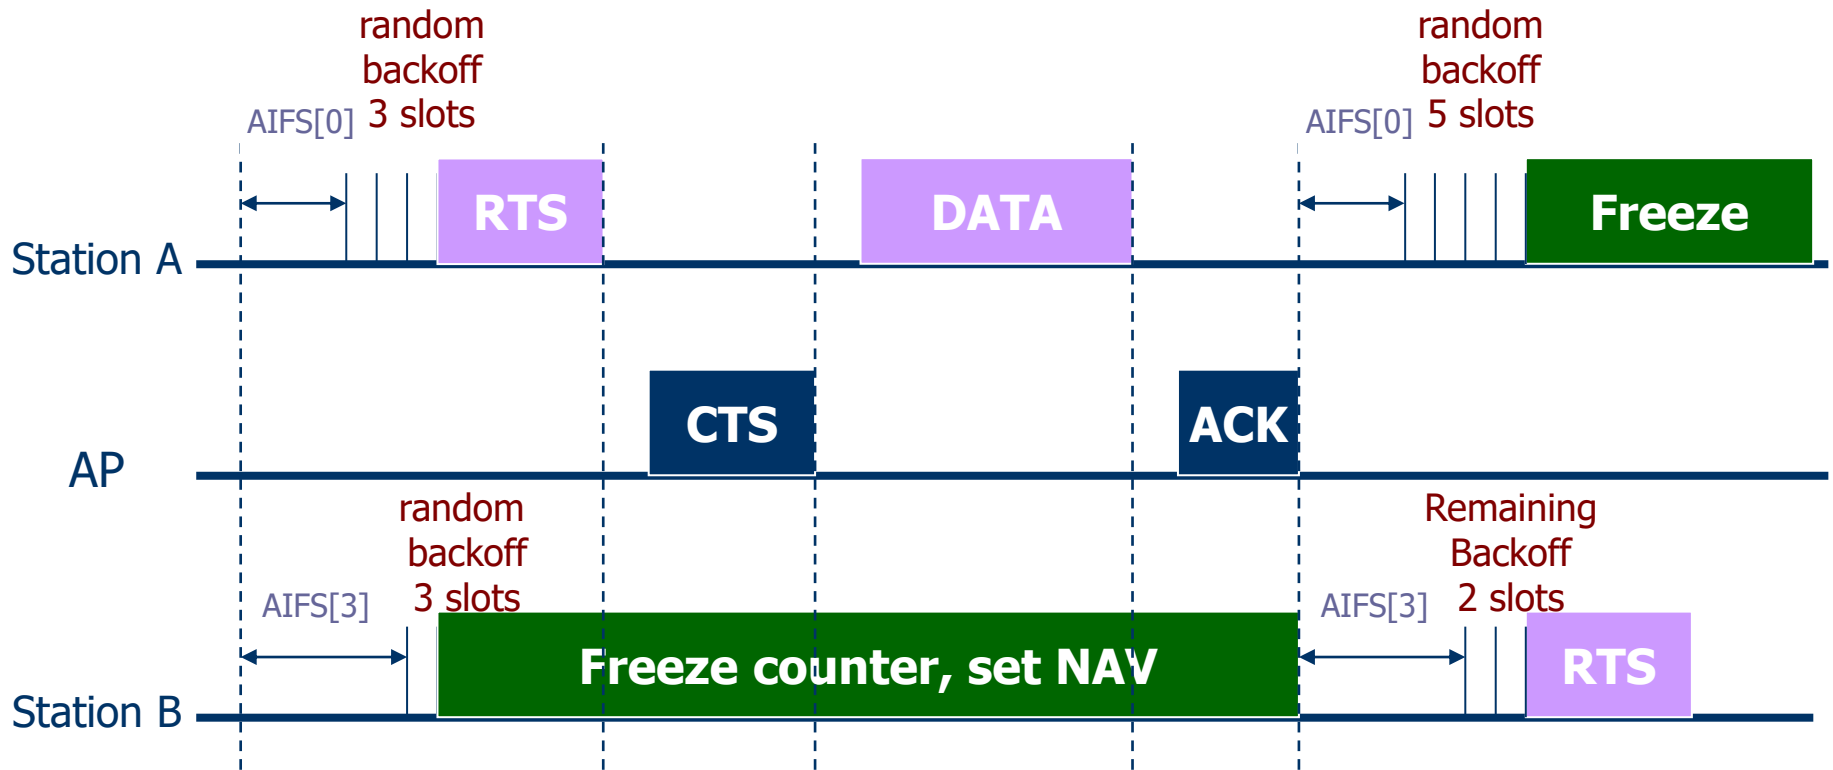 random
backoff
3 slots
AIFS[0]
random
backoff
5 slots
AIFS[0]
RTS
DATA
Freeze
Station A
CTS
ACK
AP
random
backoff
3 slots
AIFS[3]
Remaining
Backoff
2 slots
AIFS[3]
Freeze counter, set NAV
RTS
Station B